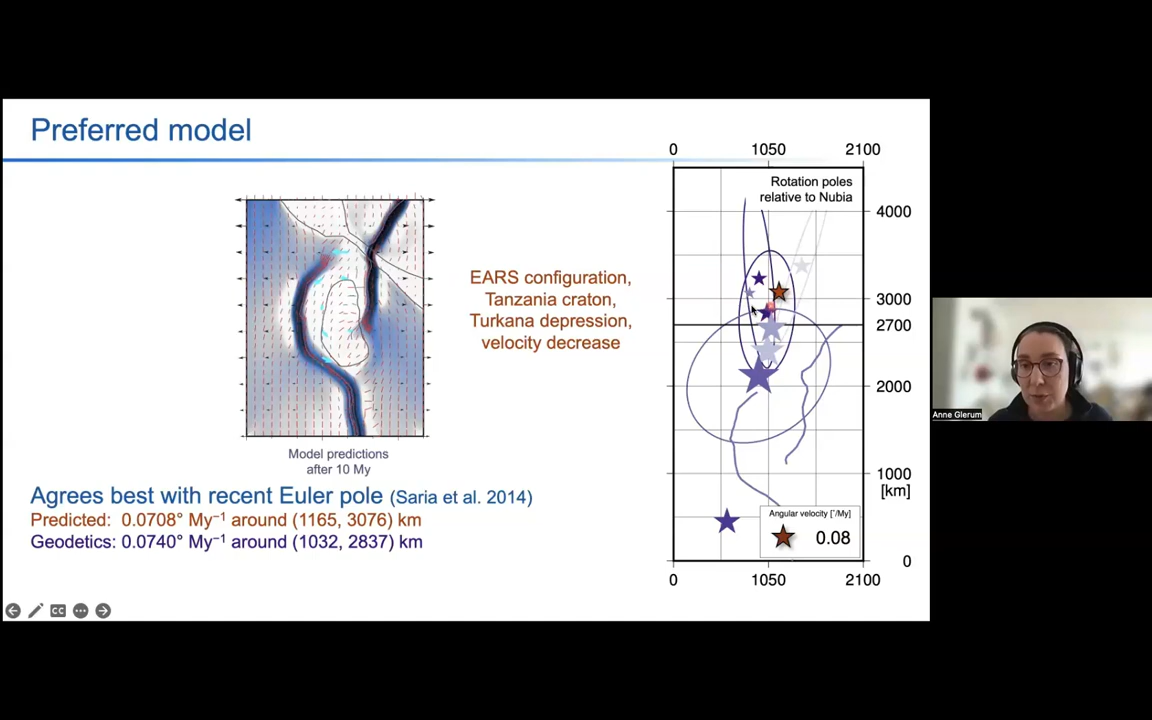 Preferred model
0 1050 2100
Rotation poles
relative to Nubia
4000
3000
2700
2000
1000
[km]
0
Angular velocity [°/My]
0.08
0 1050 2100
EARS configuration,
Tanzania craton,
Turkana depression,
velocity decrease
Model predictions
after 10 My
Agrees best with recent Euler pole (Saria et al. 2014)
Predicted: 0.0708° My⁻¹ around (1165, 3076) km
Geodetics: 0.0740° My⁻¹ around (1032, 2837) km
CC
Anne Glerum